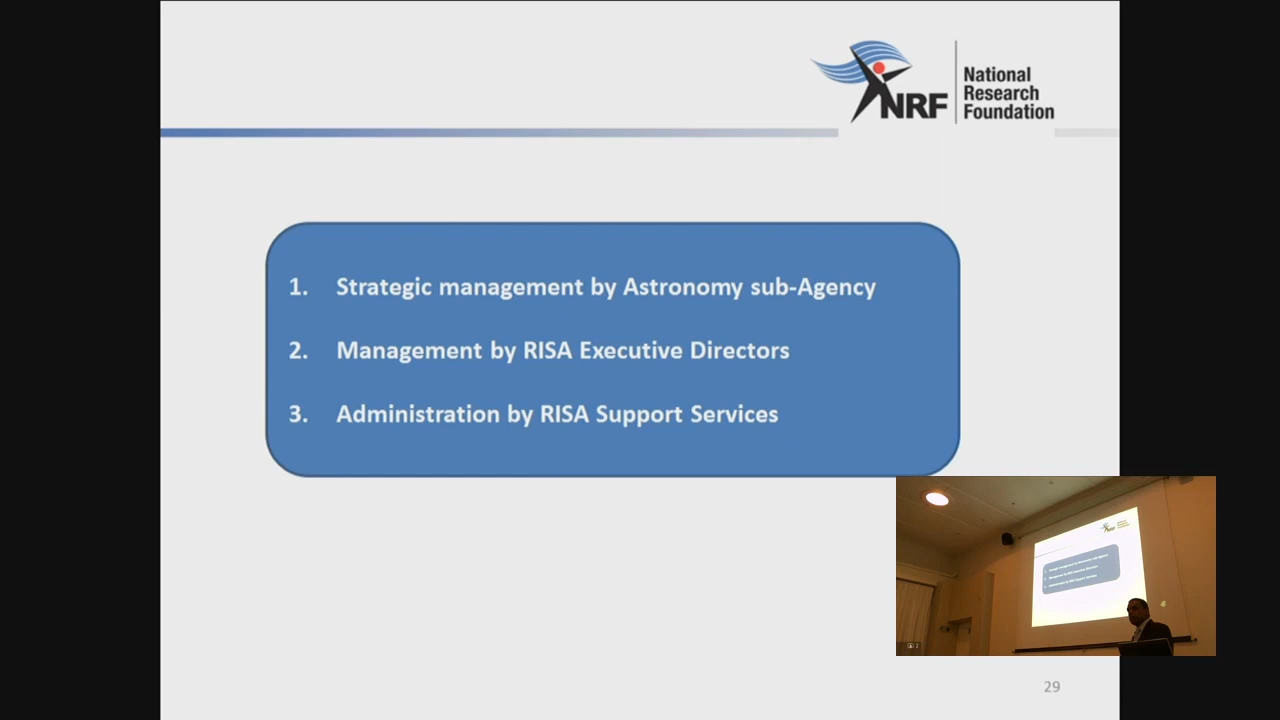 NRF
National
Research
Foundation
1. Strategic management by Astronomy sub-Agency
2. Management by RISA Executive Directors
3. Administration by RISA Support Services
29